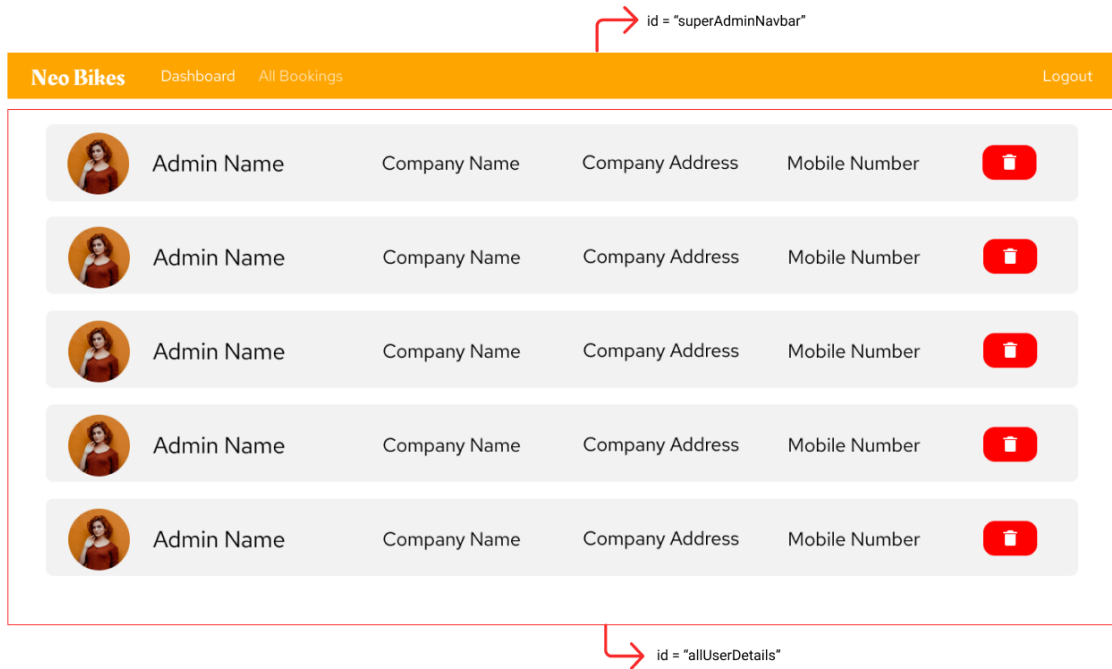 id = “superAdminNavbar”
Neo Bikes Dashboard All Bookings Logout
Admin Name Company Name Company Address Mobile Number
Admin Name Company Name Company Address Mobile Number
Admin Name Company Name Company Address Mobile Number
Admin Name Company Name Company Address Mobile Number
Admin Name Company Name Company Address Mobile Number
id = “allUserDetails”